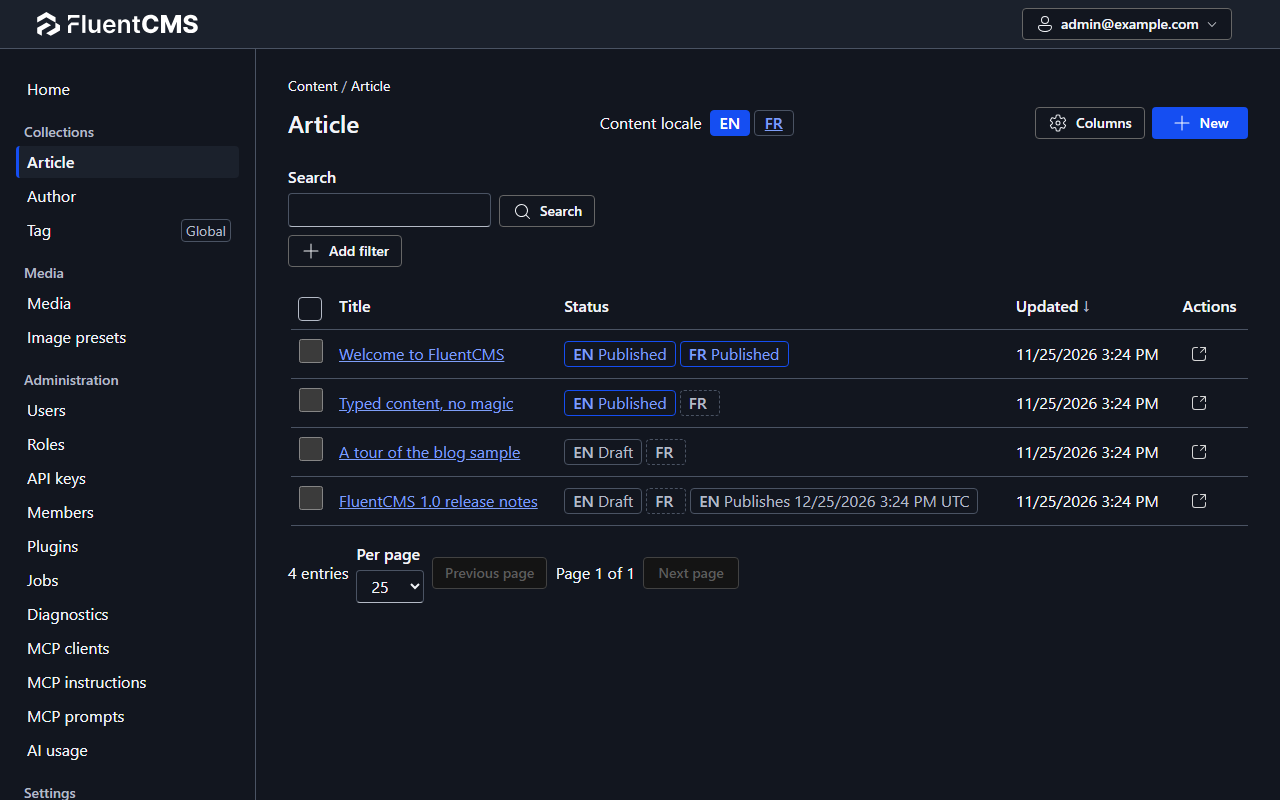 FluentCMS
admin@example.com
Home
Collections
Article
Author
Tag Global
Media
Media
Image presets
Administration
Users
Roles
API keys
Members
Plugins
Jobs
Diagnostics
MCP clients
MCP instructions
MCP prompts
AI usage
Settings
Content / Article
Article Content locale EN FR Columns New
Search
Search
Add filter
Title Status Updated ↓ Actions
Welcome to FluentCMS EN Published FR Published 11/25/2026 3:24 PM
Typed content, no magic EN Published FR 11/25/2026 3:24 PM
A tour of the blog sample EN Draft FR 11/25/2026 3:24 PM
FluentCMS 1.0 release notes EN Draft FR EN Publishes 12/25/2026 3:24 PM UTC 11/25/2026 3:24 PM
Per page
4 entries 25 Previous page Page 1 of 1 Next page